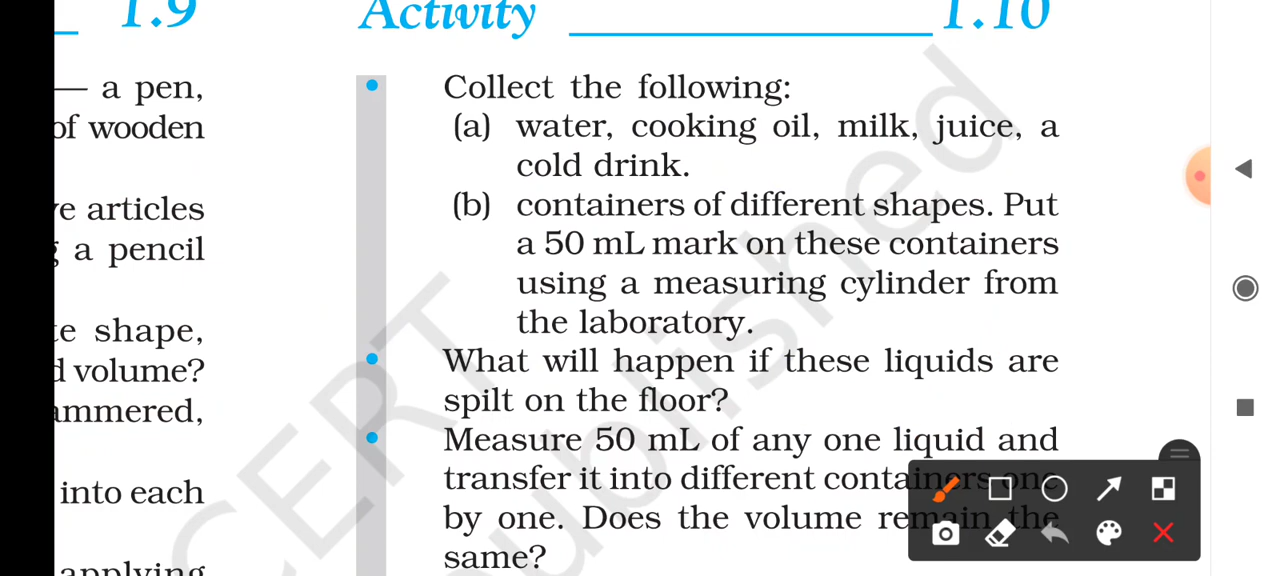 1.9
— a pen,
of wooden
articles
a pencil
shape,
volume?
into each
applying
Activity 1.10
• Collect the following:
(a) water, cooking oil, milk, juice, a
cold drink.
(b) containers of different shapes. Put
a 50 mL mark on these containers
using a measuring cylinder from
the laboratory.
• What will happen if these liquids are
spilt on the floor?
• Measure 50 mL of any one liquid and
transfer it into different containers one
by one. Does the volume remain the
same?